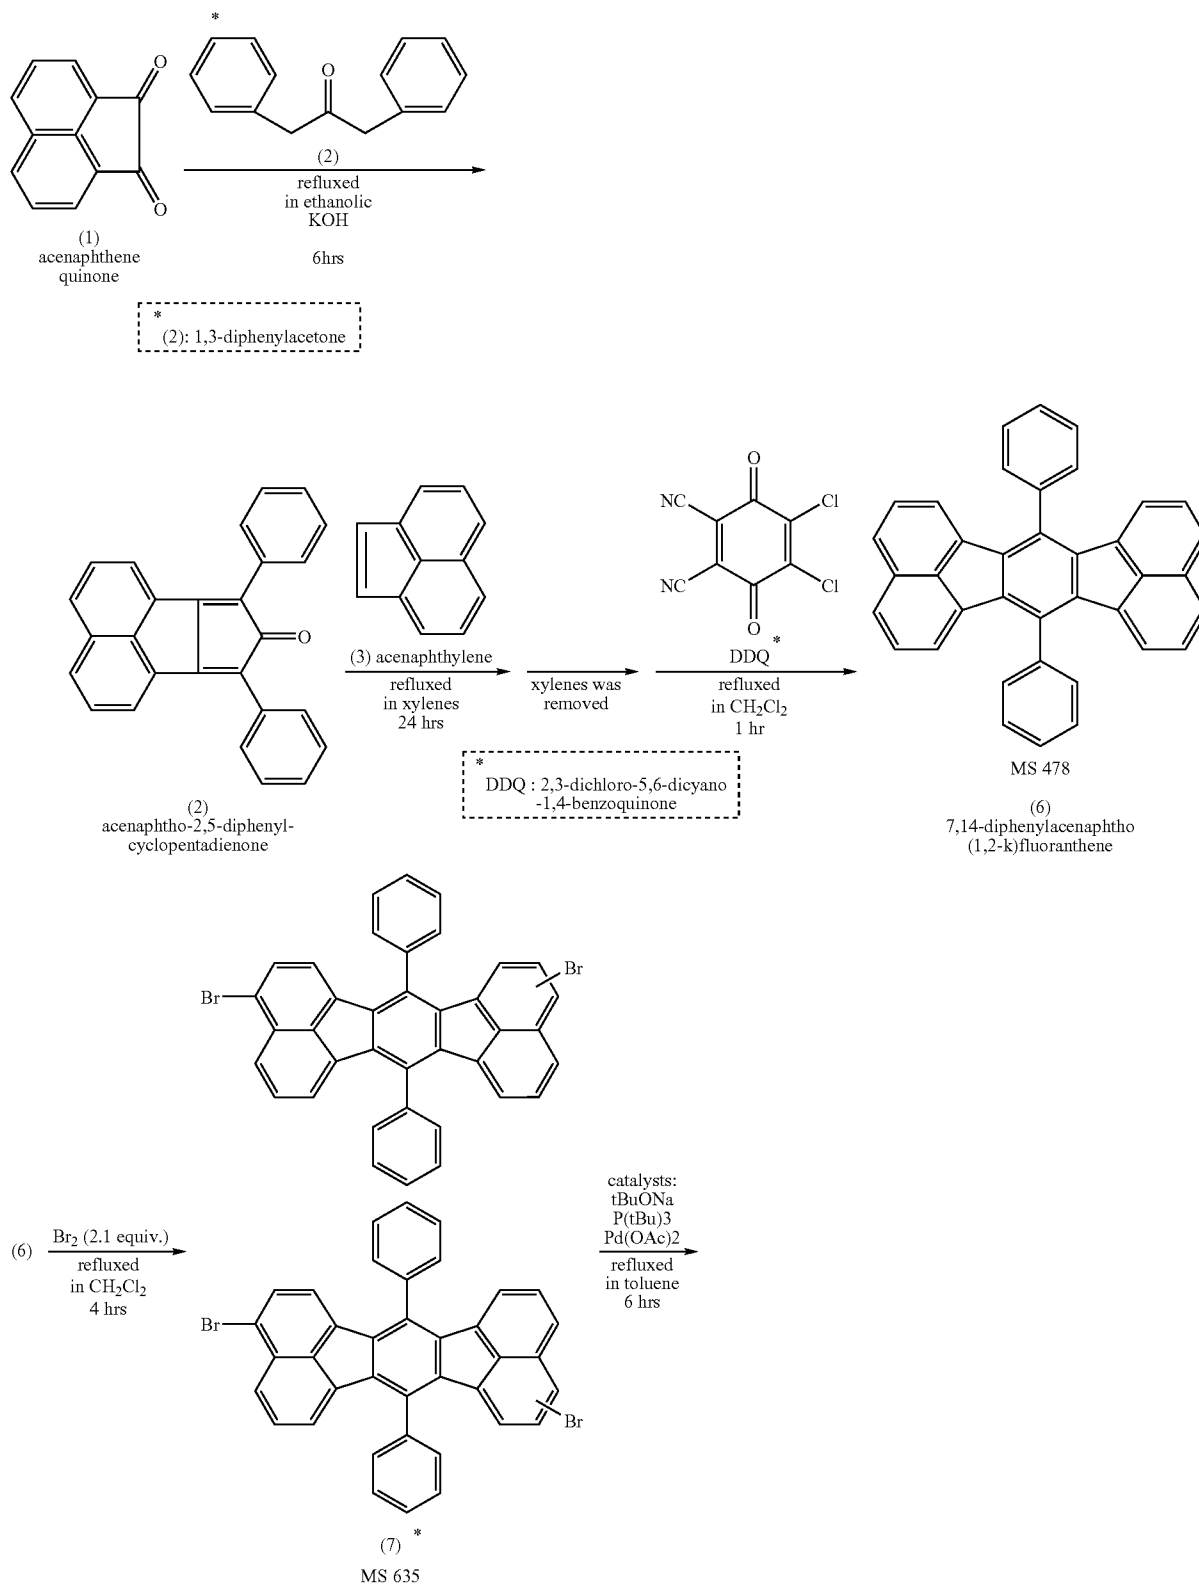 *
O
O
O
(2)
refluxed
in ethanolic
KOH
6hrs
(1)
acenaphthene
quinone
*
(2): 1,3-diphenylacetone
O
(3) acenaphthylene
refluxed
in xylenes
24 hrs
xylenes was
removed
O
NC
Cl
NC
Cl
O
*
DDQ
refluxed
in CH2Cl2
1 hr
*
DDQ : 2,3-dichloro-5,6-dicyano
-1,4-benzoquinone
(2)
acenaphtho-2,5-diphenyl-
cyclopentadienone
MS 478
(6)
7,14-diphenylacenaphtho
(1,2-k)fluoranthene
Br
Br
(6)
Br2 (2.1 equiv.)
refluxed
in CH2Cl2
4 hrs
Br
Br
catalysts:
tBuONa
P(tBu)3
Pd(OAc)2
refluxed
in toluene
6 hrs
(7) *
MS 635